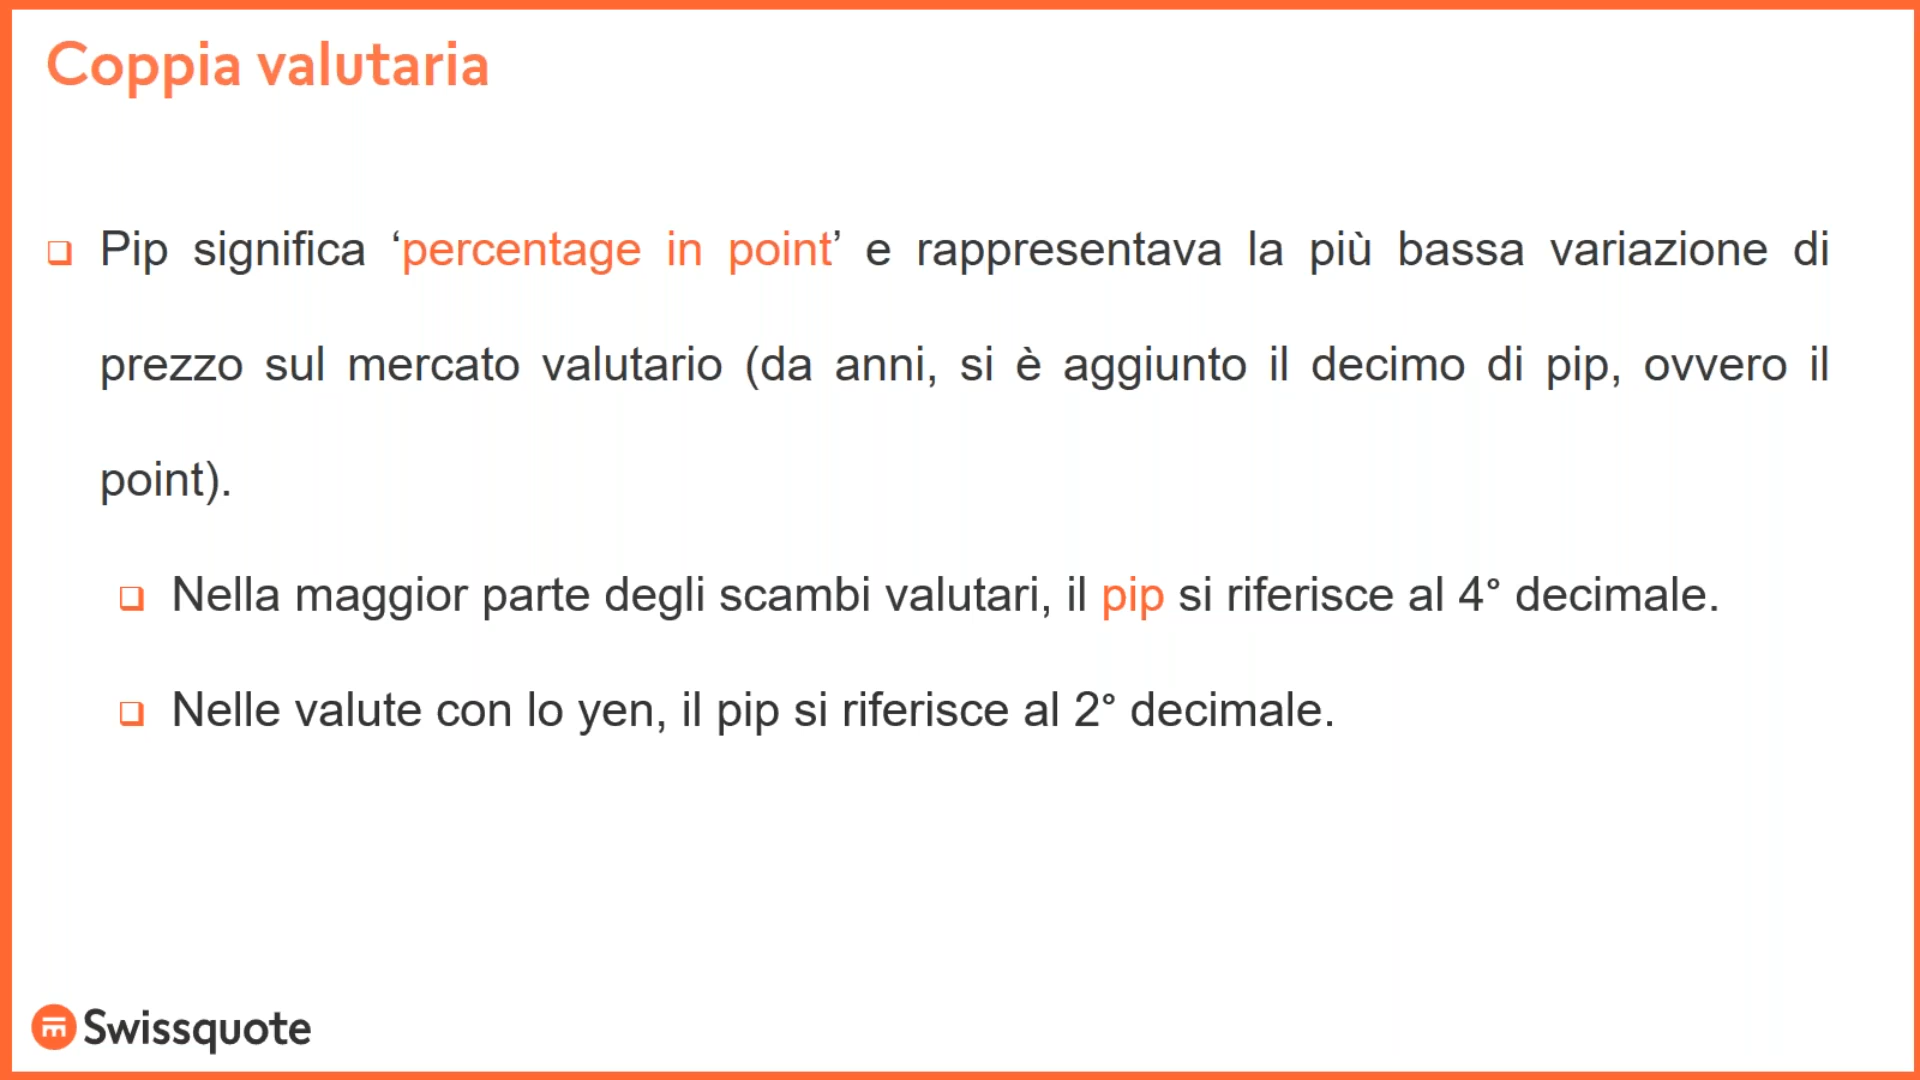 Coppia valutaria
Pip significa ‘percentage in point’ e rappresentava la più bassa variazione di
prezzo sul mercato valutario (da anni, si è aggiunto il decimo di pip, ovvero il
point).
Nella maggior parte degli scambi valutari, il pip si riferisce al 4° decimale.
Nelle valute con lo yen, il pip si riferisce al 2° decimale.
Swissquote